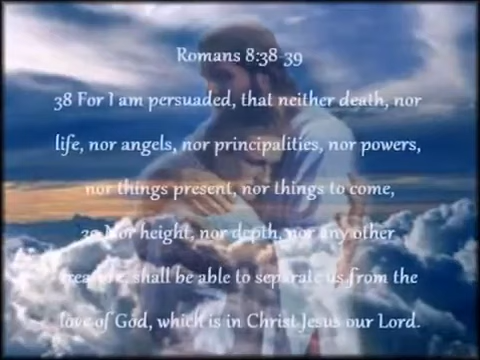 Romans 8:38-39
38 For I am persuaded, that neither death, nor
life, nor angels, nor principalities, nor powers,
nor things present, nor things to come,
39 Nor height, nor depth, nor any other
creature, shall be able to separate us from the
love of God, which is in Christ Jesus our Lord.